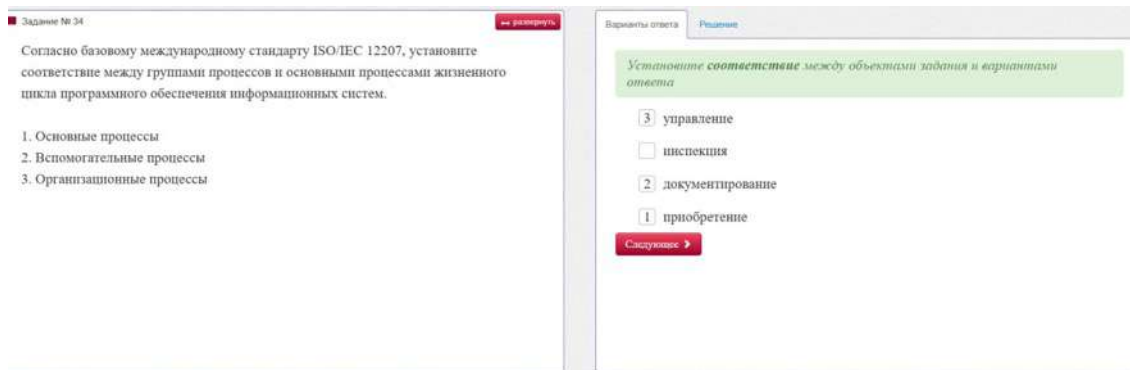 Задание № 34
развернуть
Согласно базовому международному стандарту ISO/IEC 12207, установите
соответствие между группами процессов и основными процессами жизненного
цикла программного обеспечения информационных систем.
1. Основные процессы
2. Вспомогательные процессы
3. Организационные процессы
Варианты ответа
Решение
Установите соответствие между объектами задания и вариантами
ответа
3 управление
инспекция
2 документирование
1 приобретение
Следующее